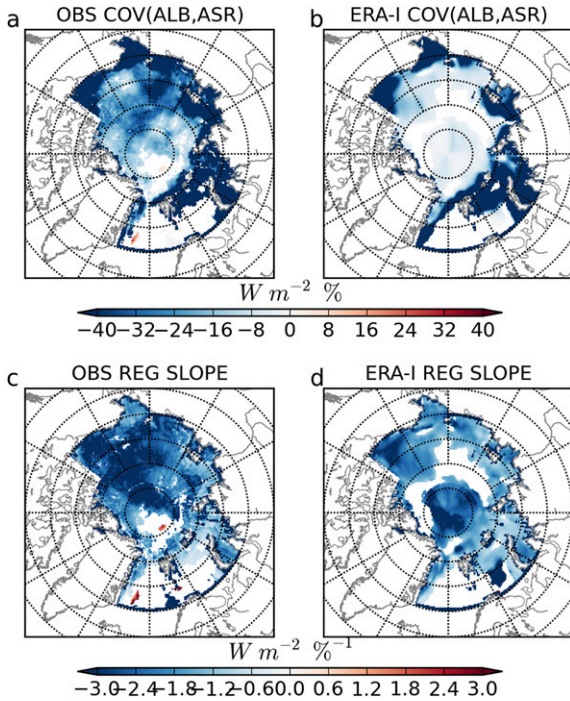 a OBS COV(ALB,ASR) b ERA-I COV(ALB,ASR)
W m−2 %
−40 −32 −24 −16 −8 0 8 16 24 32 40
c OBS REG SLOPE d ERA-I REG SLOPE
W m−2 %−1
−3.0 −2.4 −1.8 −1.2 −0.6 0.0 0.6 1.2 1.8 2.4 3.0